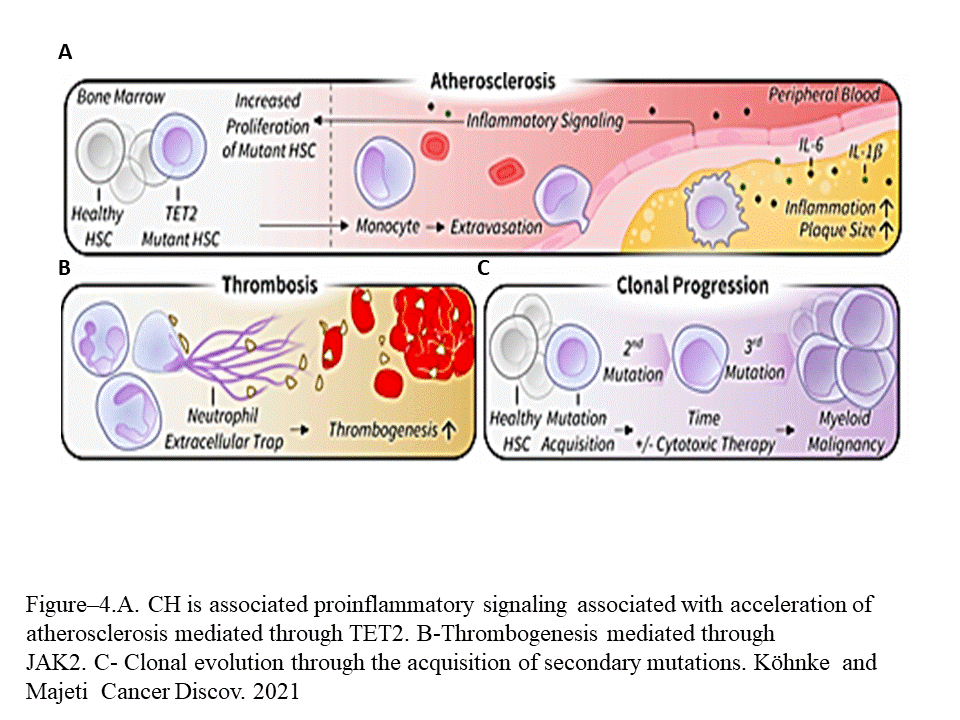 A
Atherosclerosis
Bone Marrow
Increased
Proliferation
of Mutant HSC
Inflammatory Signaling
Peripheral Blood
IL-6
IL-1β
Healthy
HSC
TET2
Mutant HSC
Monocyte
Extravasation
Inflammation
Plaque Size
B
Thrombosis
Neutrophil
Extracellular Trap
Thrombogenesis
C
Clonal Progression
2nd
Mutation
3rd
Mutation
Healthy
HSC
Mutation
Acquisition
Time
+/- Cytotoxic Therapy
Myeloid
Malignancy
Figure–4.A. CH is associated proinflammatory signaling associated with acceleration of
atherosclerosis mediated through TET2. B-Thrombogenesis mediated through
JAK2. C- Clonal evolution through the acquisition of secondary mutations. Köhnke and
Majeti Cancer Discov. 2021